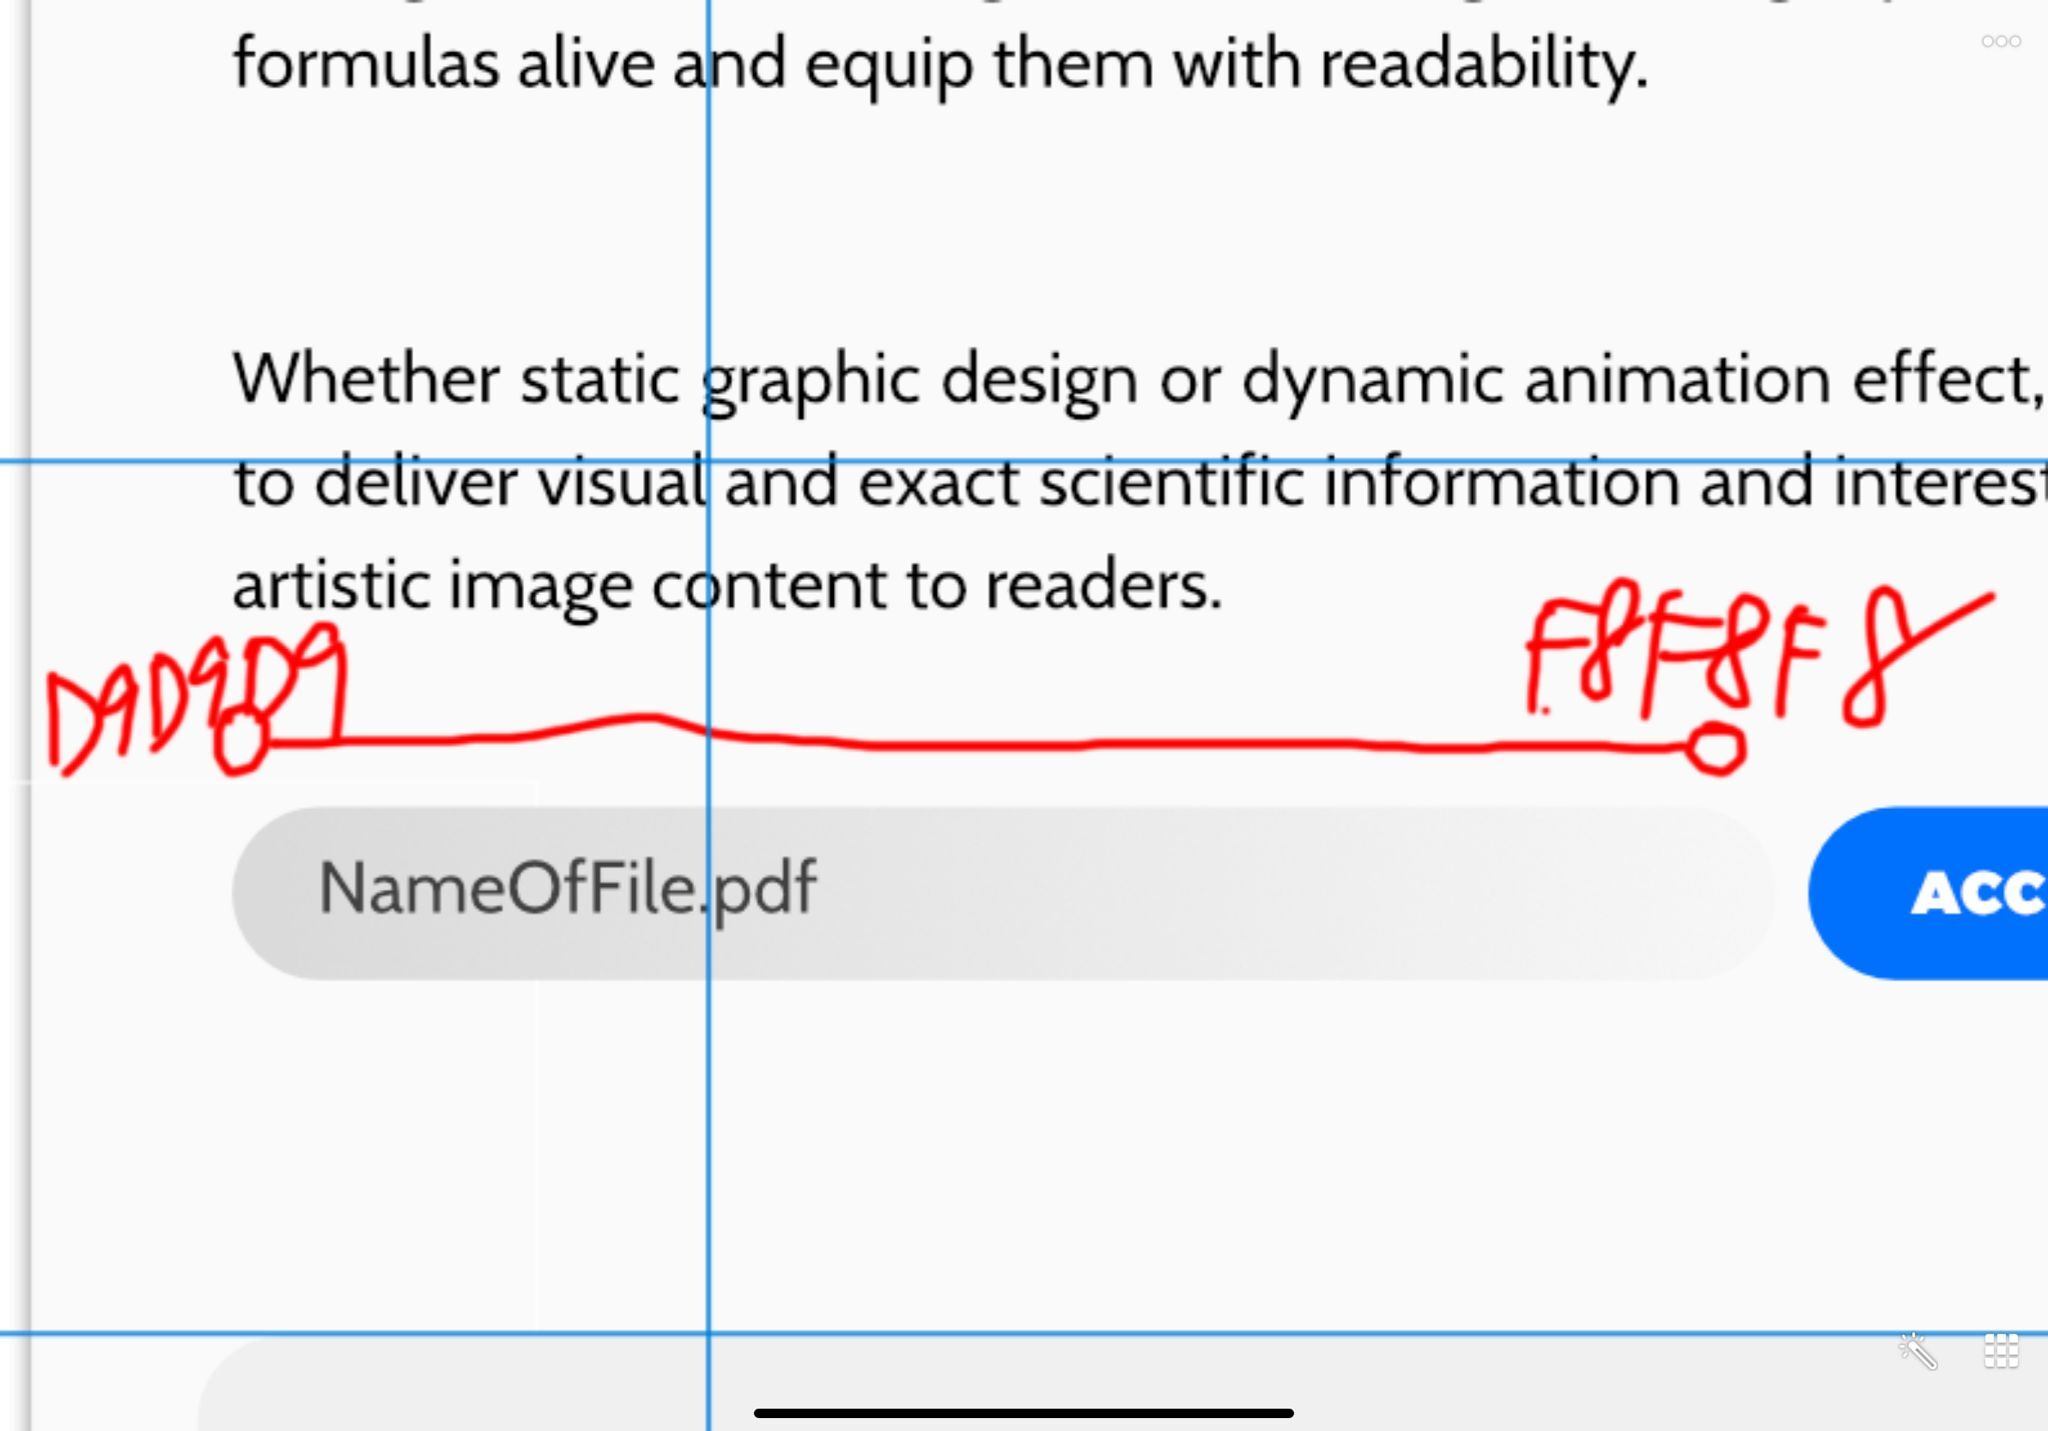 formulas alive and equip them with readability.
Whether static graphic design or dynamic animation effect,
to deliver visual and exact scientific information and interest
artistic image content to readers.
D9D9D9
F8F8F8
NameOfFile.pdf
ACC